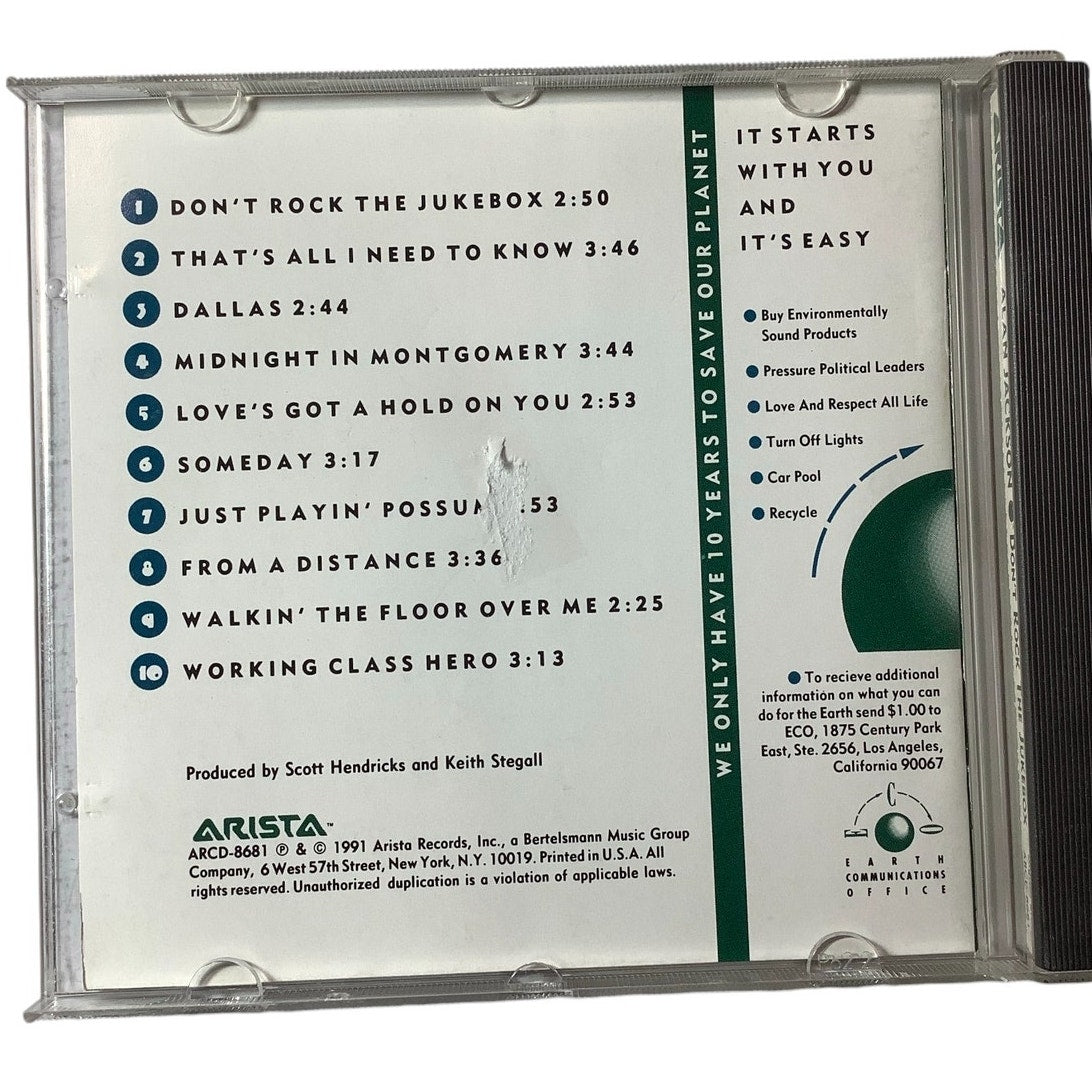 1 DON'T ROCK THE JUKEBOX 2:50
2 THAT'S ALL I NEED TO KNOW 3:46
3 DALLAS 2:44
4 MIDNIGHT IN MONTGOMERY 3:44
5 LOVE'S GOT A HOLD ON YOU 2:53
6 SOMEDAY 3:17
7 JUST PLAYIN' :53
8 FROM A DISTANCE 3:36
9 WALKIN' THE FLOOR OVER ME 2:25
10 WORKING CLASS HERO 3:13
Produced by Scott Hendricks and Keith Stegall
ARISTA™
ARCD-8681 ℗ & © 1991 Arista Records, Inc., a Bertelsmann Music Group
Company, 6 West 57th Street, New York, N.Y. 10019. Printed in U.S.A. All
rights reserved. Unauthorized duplication is a violation of applicable laws.
WE ONLY HAVE 10 YEARS TO SAVE OUR PLANET
IT STARTS
WITH YOU
AND
IT'S EASY
Buy Environmentally
Sound Products
Pressure Political Leaders
Love And Respect All Life
Turn Off Lights
Car Pool
Recycle
To recieve additional
information on what you can
do for the Earth send $1.00 to
ECO, 1875 Century Park
East, Ste. 2656, Los Angeles,
California 90067
EARTH
COMMUNICATIONS
OFFICE
ALAN JACKSON DON'T ROCK THE JUKEBOX